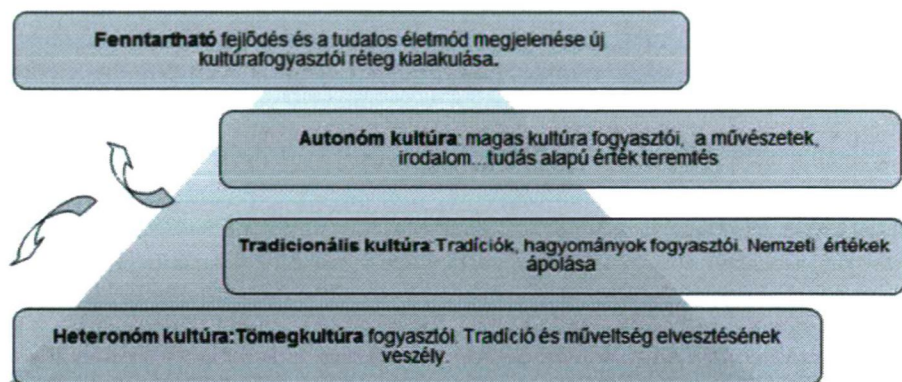 Fenntartható fejlõdés és a tudatos életmód megjelenése új
kultúrafogyasztói réteg kialakulása.
Autonóm kultúra: magas kultúra fogyasztói, a művészetek,
irodalom...tudás alapú érték teremtés
Tradicionális kultúra:Tradíciók, hagyományok fogyasztói. Nemzeti értékek
ápolása
Heteronóm kultúra:Tömegkultúra fogyasztói. Tradíció és műveltség elvesztésének
veszély.